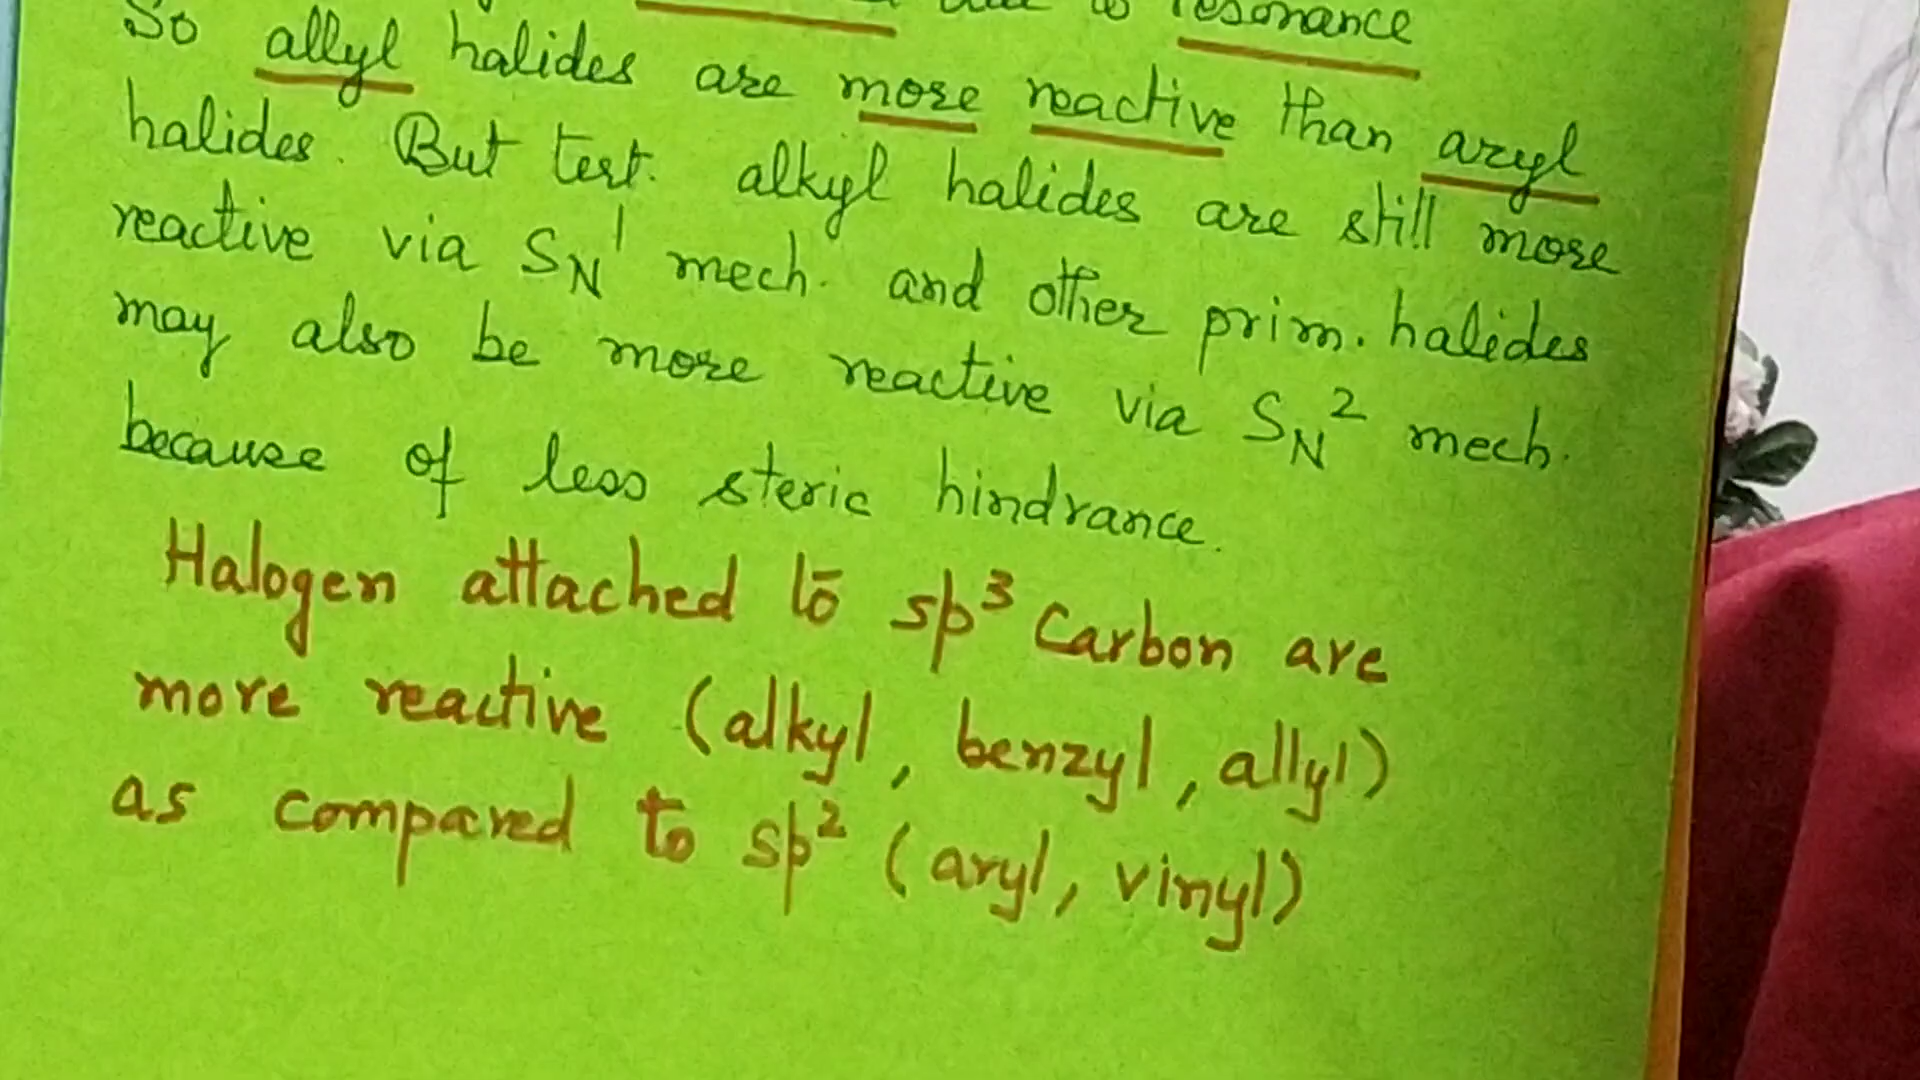 to resonance
So allyl halides are more reactive than aryl
halides. But tert. alkyl halides are still more
reactive via SN1 mech. and other prim. halides
may also be more reactive via SN2 mech.
because of less steric hindrance.
Halogen attached to sp³ Carbon are
more reactive (alkyl, benzyl, allyl)
as compared to sp² (aryl, vinyl)